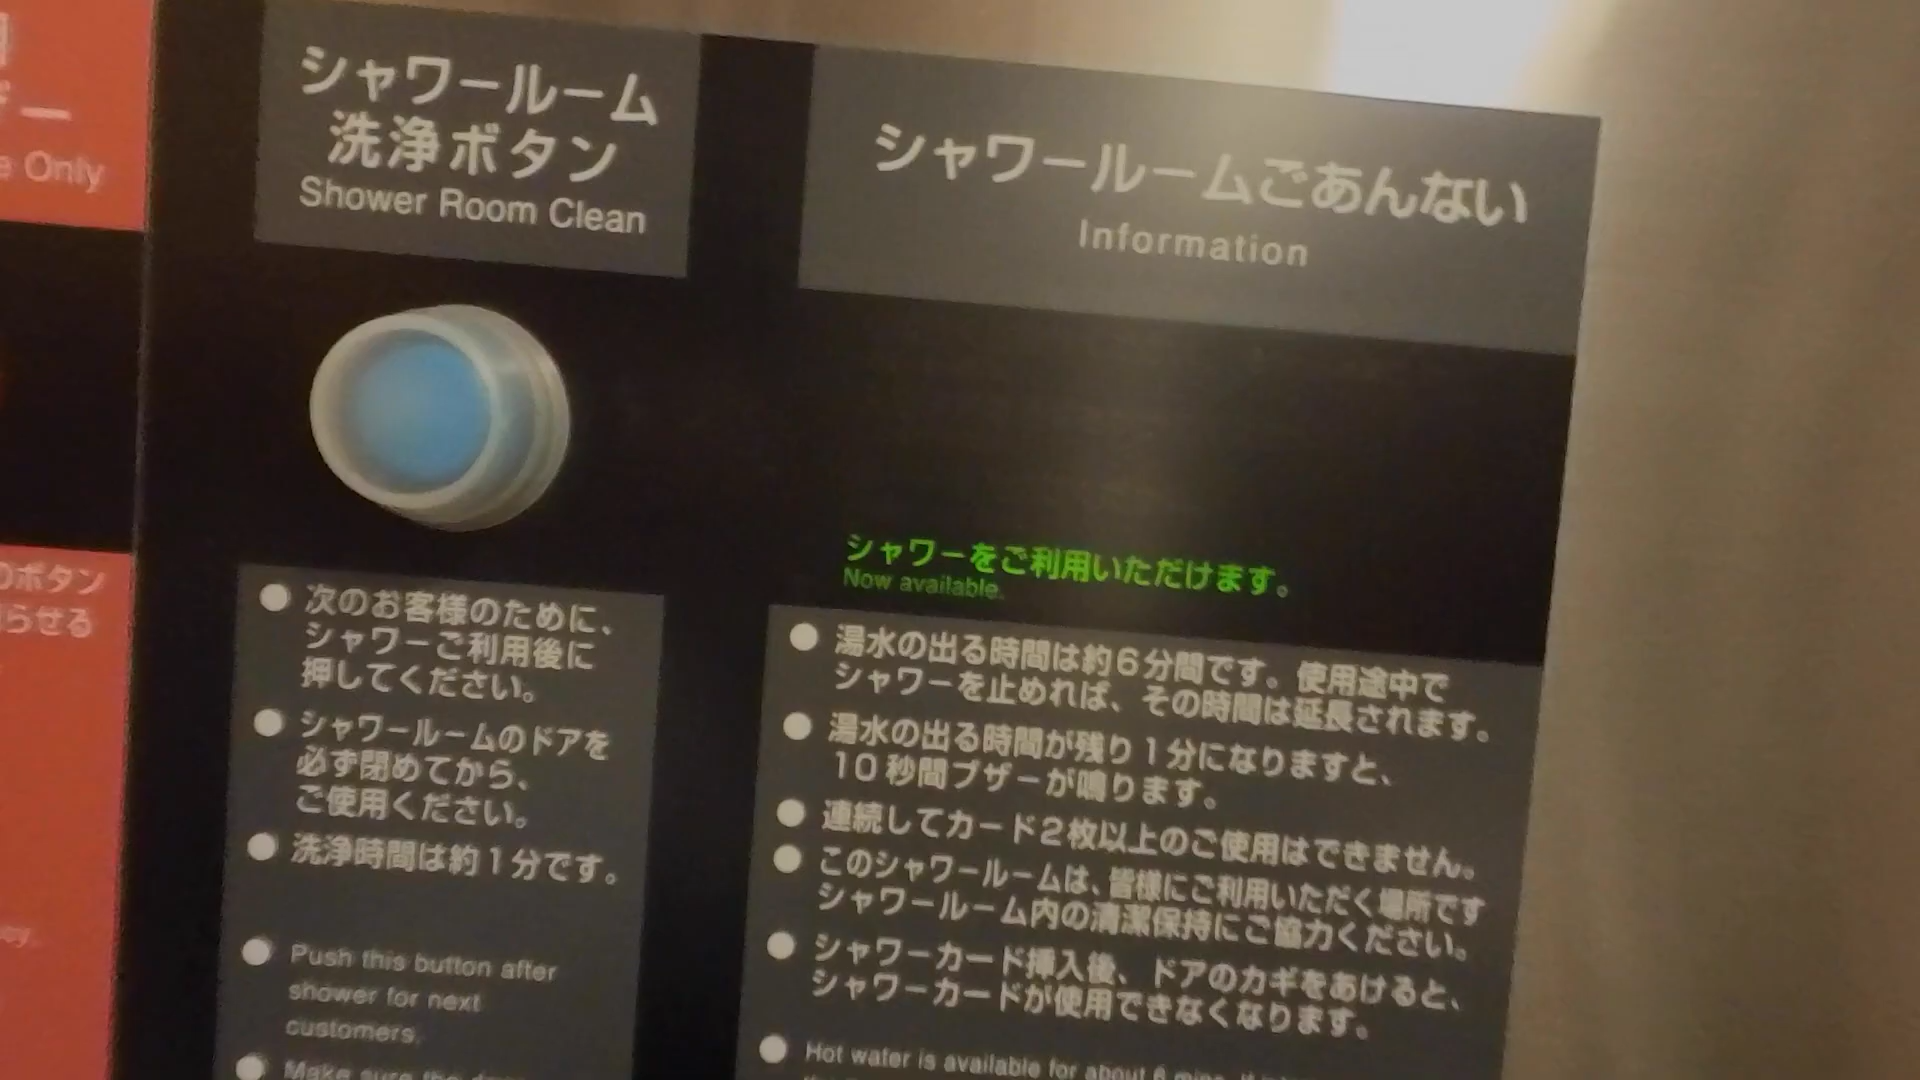 e Only
のボタン
らせる
シャワールーム
洗浄ボタン
Shower Room Clean
次のお客様のために、
シャワーご利用後に
押してください。
シャワールームのドアを
必ず閉めてから、
ご使用ください。
洗浄時間は約1分です。
Push this button after
shower for next
customers.
Make sure the
シャワールームごあんない
Information
シャワーをご利用いただけます。
Now available.
湯水の出る時間は約6分間です。使用途中で
シャワーを止めれば、その時間は延長されます。
湯水の出る時間が残り1分になりますと、
10秒間ブザーが鳴ります。
連続してカード2枚以上のご使用はできません。
このシャワールームは、皆様にご利用いただく場所です
シャワールーム内の清潔保持にご協力ください。
シャワーカード挿入後、ドアのカギをあけると、
シャワーカードが使用できなくなります。
Hot water is available for about 6 mins.